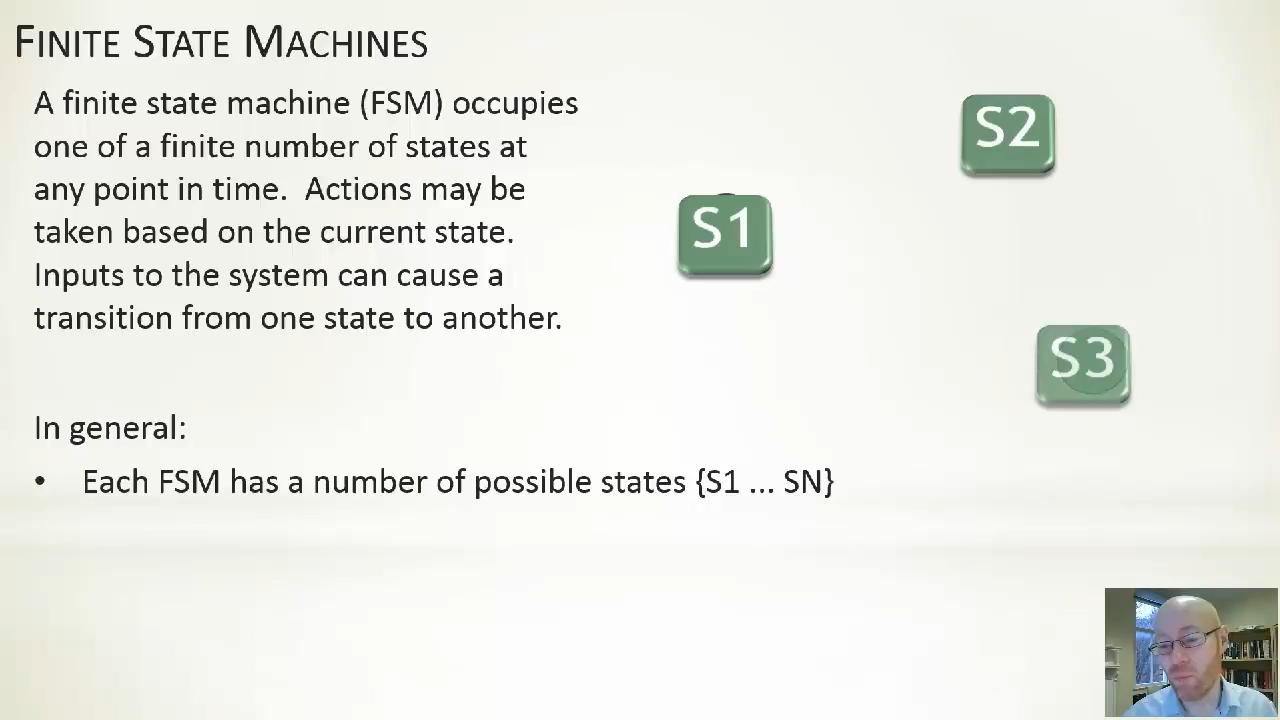 FINITE STATE MACHINES
A finite state machine (FSM) occupies
one of a finite number of states at
any point in time. Actions may be
taken based on the current state.
Inputs to the system can cause a
transition from one state to another.
S1
S2
S3
In general:
• Each FSM has a number of possible states {S1 ... SN}